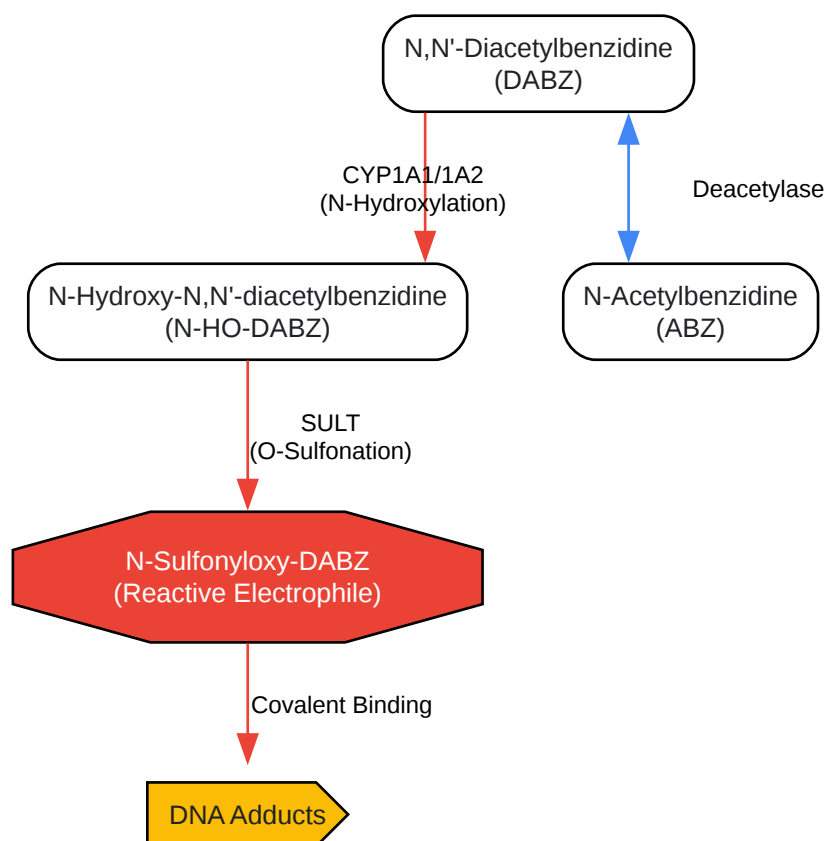 N,N'-Diacetylbenzidine
(DABZ)
CYP1A1/1A2
(N-Hydroxylation)
Deacetylase
N-Hydroxy-N,N'-diacetylbenzidine
(N-HO-DABZ)
N-Acetylbenzidine
(ABZ)
SULT
(O-Sulfonation)
N-Sulfonyloxy-DABZ
(Reactive Electrophile)
Covalent Binding
DNA Adducts